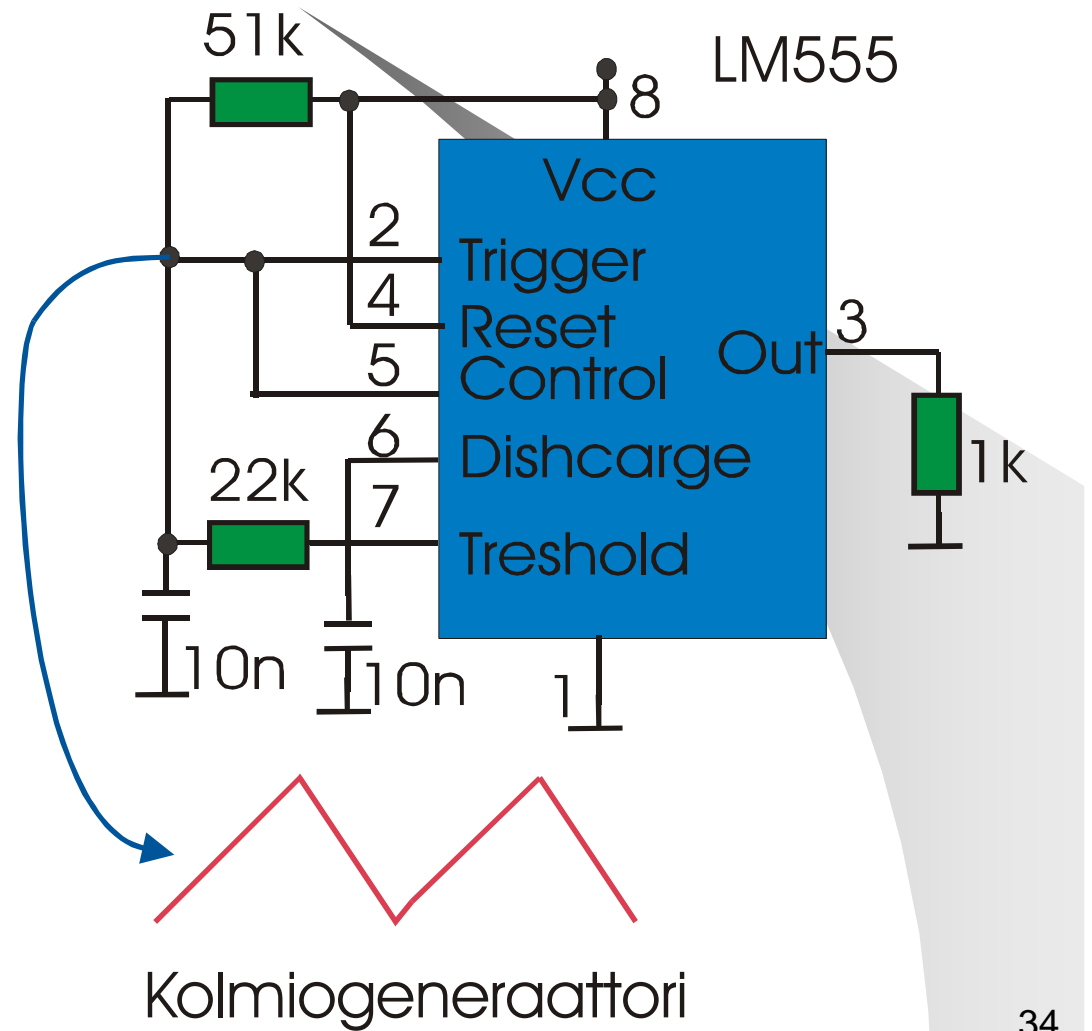 51k
LM555
8
Vcc
2
Trigger
4
Reset
3
Out
5
Control
6
Dishcarge
1k
22k
7
Treshold
10n
10n
1
Kolmiogeneraattori
34